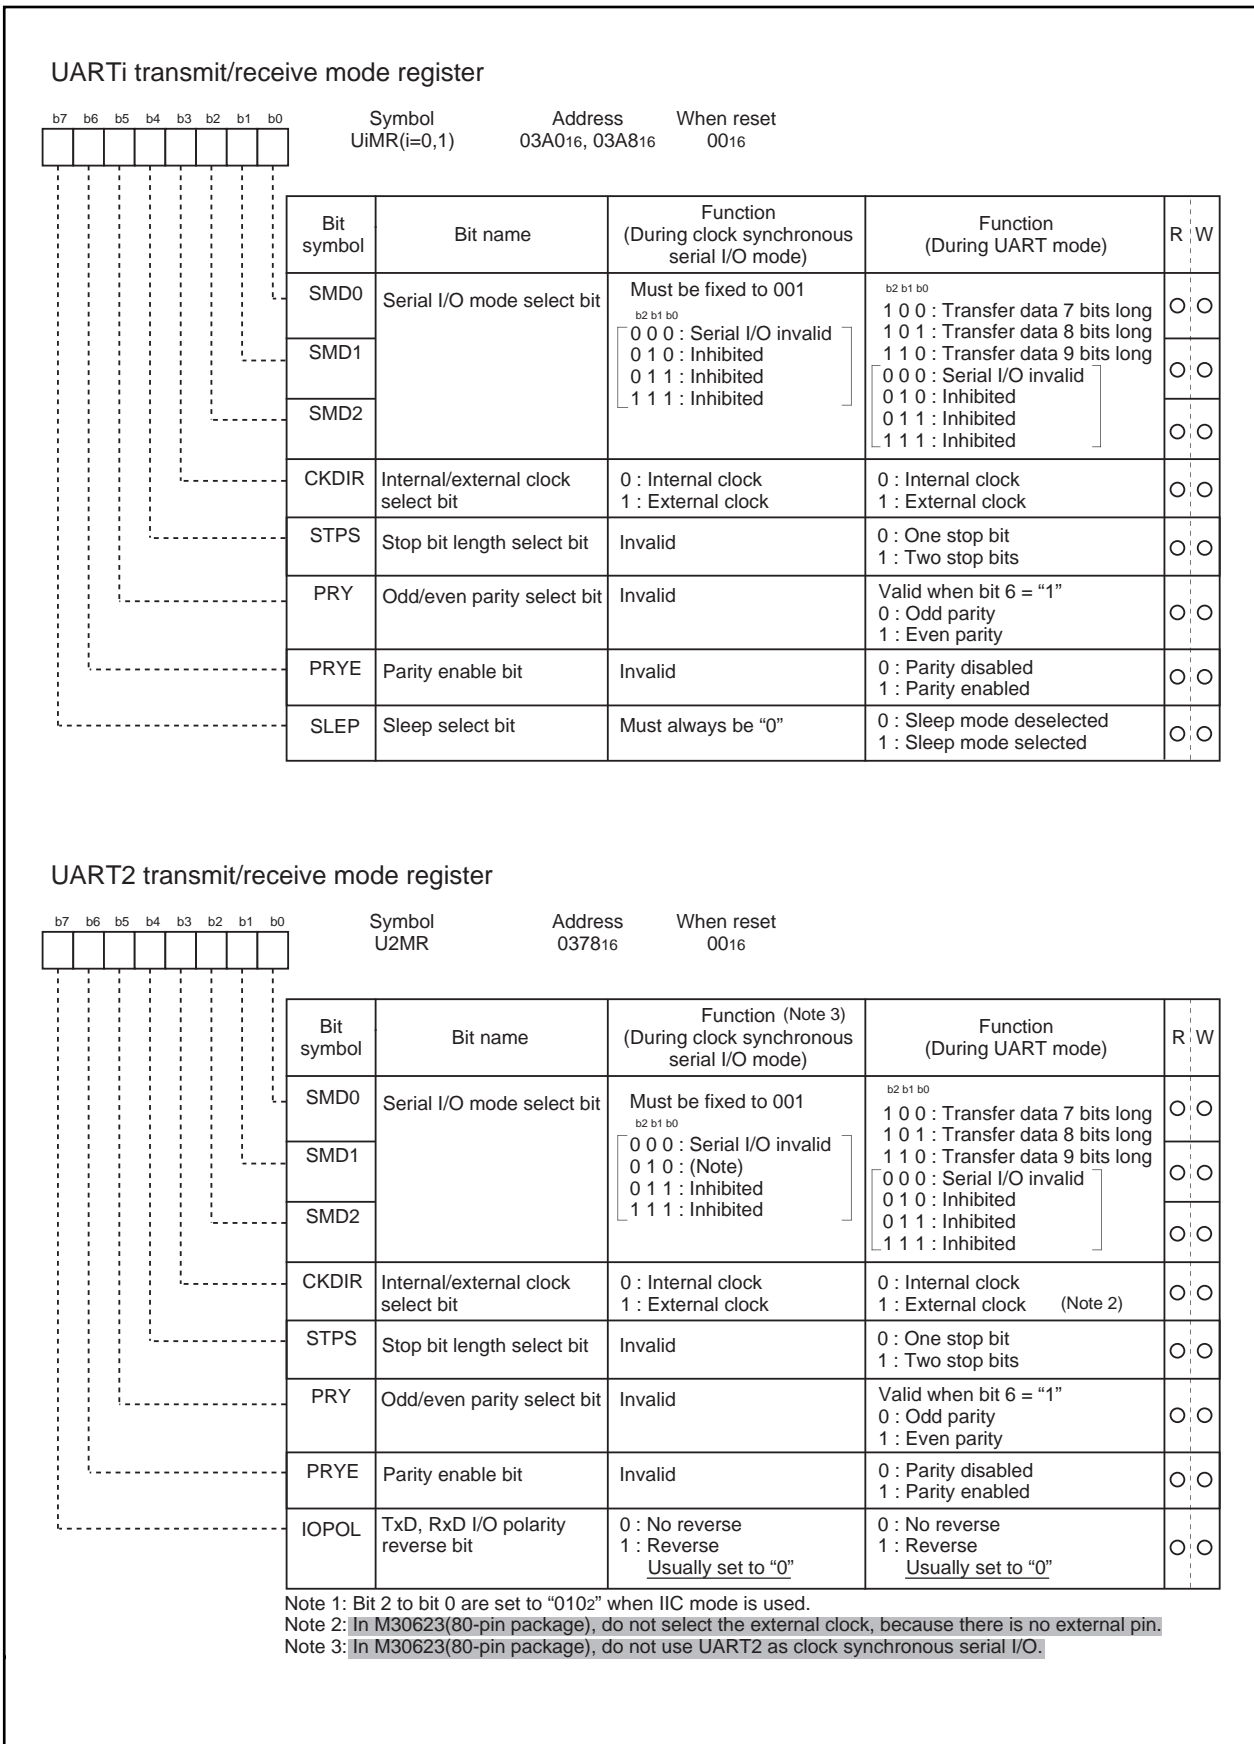 UARTi transmit/receive mode register
b7 b6 b5 b4 b3 b2 b1 b0
Symbol Address When reset
UiMR(i=0,1) 03A016, 03A816 0016
Bit symbol Bit name Function (During clock synchronous serial I/O mode) Function (During UART mode) R W
SMD0 Serial I/O mode select bit
SMD1
SMD2
Must be fixed to 001
b2 b1 b0
0 0 0 : Serial I/O invalid
0 1 0 : Inhibited
0 1 1 : Inhibited
1 1 1 : Inhibited
b2 b1 b0
1 0 0 : Transfer data 7 bits long
1 0 1 : Transfer data 8 bits long
1 1 0 : Transfer data 9 bits long
0 0 0 : Serial I/O invalid
0 1 0 : Inhibited
0 1 1 : Inhibited
1 1 1 : Inhibited
CKDIR Internal/external clock select bit
0 : Internal clock
1 : External clock
0 : Internal clock
1 : External clock
STPS Stop bit length select bit Invalid
0 : One stop bit
1 : Two stop bits
PRY Odd/even parity select bit Invalid
Valid when bit 6 = “1”
0 : Odd parity
1 : Even parity
PRYE Parity enable bit Invalid
0 : Parity disabled
1 : Parity enabled
SLEP Sleep select bit Must always be “0”
0 : Sleep mode deselected
1 : Sleep mode selected
UART2 transmit/receive mode register
b7 b6 b5 b4 b3 b2 b1 b0
Symbol Address When reset
U2MR 037816 0016
Bit symbol Bit name Function (Note 3) (During clock synchronous serial I/O mode) Function (During UART mode) R W
SMD0 Serial I/O mode select bit
SMD1
SMD2
Must be fixed to 001
b2 b1 b0
0 0 0 : Serial I/O invalid
0 1 0 : (Note)
0 1 1 : Inhibited
1 1 1 : Inhibited
b2 b1 b0
1 0 0 : Transfer data 7 bits long
1 0 1 : Transfer data 8 bits long
1 1 0 : Transfer data 9 bits long
0 0 0 : Serial I/O invalid
0 1 0 : Inhibited
0 1 1 : Inhibited
1 1 1 : Inhibited
CKDIR Internal/external clock select bit
0 : Internal clock
1 : External clock
0 : Internal clock
1 : External clock (Note 2)
STPS Stop bit length select bit Invalid
0 : One stop bit
1 : Two stop bits
PRY Odd/even parity select bit Invalid
Valid when bit 6 = “1”
0 : Odd parity
1 : Even parity
PRYE Parity enable bit Invalid
0 : Parity disabled
1 : Parity enabled
IOPOL TxD, RxD I/O polarity reverse bit
0 : No reverse
1 : Reverse
Usually set to “0”
0 : No reverse
1 : Reverse
Usually set to “0”
Note 1: Bit 2 to bit 0 are set to “0102” when IIC mode is used.
Note 2: In M30623(80-pin package), do not select the external clock, because there is no external pin.
Note 3: In M30623(80-pin package), do not use UART2 as clock synchronous serial I/O.